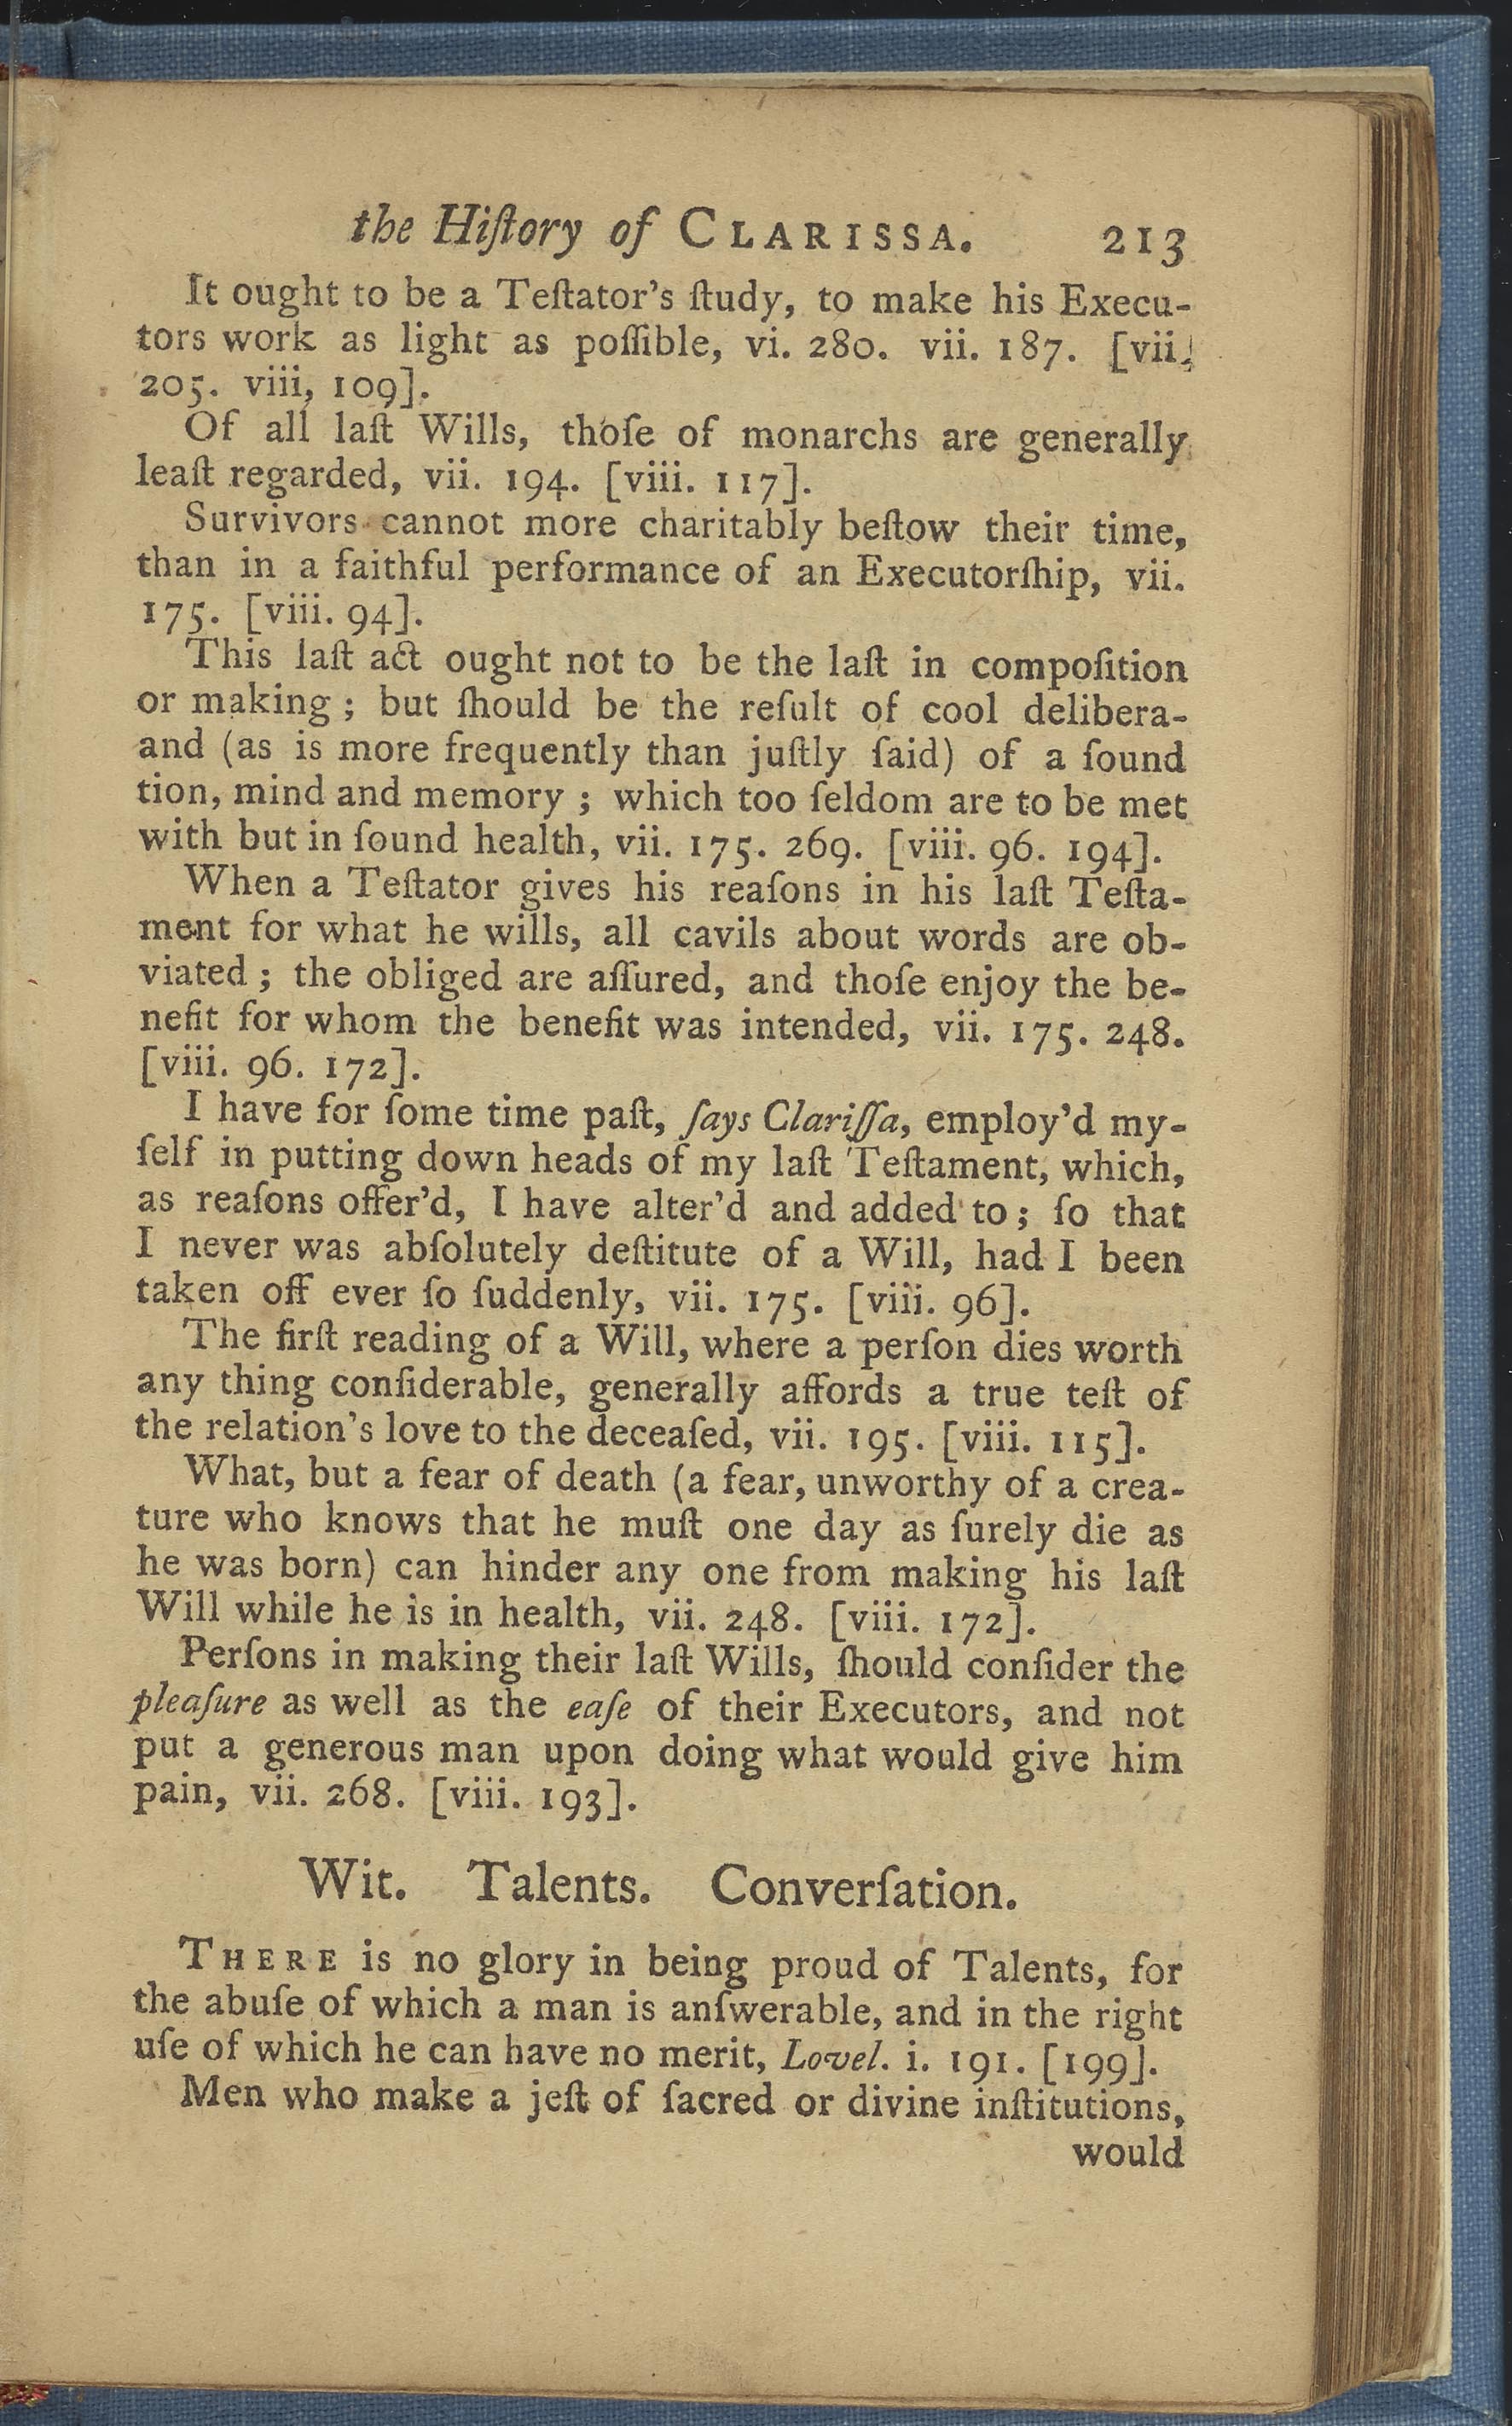 the Hiſtory of CLARISSA. 213
It ought to be a Teſtator's ſtudy, to make his Execu-
tors work as light as poſſible, vi. 280. vii. 187. [vii.
205. viii, 109].
Of all laſt Wills, thoſe of monarchs are generally
leaſt regarded, vii. 194. [viii. 117].
Survivors cannot more charitably beſtow their time,
than in a faithful performance of an Executorſhip, vii.
175. [viii. 94].
This laſt act ought not to be the laſt in compoſition
or making; but ſhould be the reſult of cool delibera-
and (as is more frequently than juſtly ſaid) of a ſound
tion, mind and memory; which too ſeldom are to be met
with but in ſound health, vii. 175. 269. [viii. 96. 194].
When a Teſtator gives his reaſons in his laſt Teſta-
ment for what he wills, all cavils about words are ob-
viated; the obliged are aſſured, and thoſe enjoy the be-
nefit for whom the benefit was intended, vii. 175. 248.
[viii. 96. 172].
I have for ſome time paſt, ſays Clariſſa, employ'd my-
ſelf in putting down heads of my laſt Teſtament, which,
as reaſons offer'd, I have alter'd and added to; ſo that
I never was abſolutely deſtitute of a Will, had I been
taken off ever ſo ſuddenly, vii. 175. [viii. 96].
The firſt reading of a Will, where a perſon dies worth
any thing conſiderable, generally affords a true teſt of
the relation's love to the deceaſed, vii. 195. [viii. 115].
What, but a fear of death (a fear, unworthy of a crea-
ture who knows that he muſt one day as ſurely die as
he was born) can hinder any one from making his laſt
Will while he is in health, vii. 248. [viii. 172].
Perſons in making their laſt Wills, ſhould conſider the
pleaſure as well as the eaſe of their Executors, and not
put a generous man upon doing what would give him
pain, vii. 268. [viii. 193].
Wit. Talents. Converſation.
THERE is no glory in being proud of Talents, for
the abuſe of which a man is anſwerable, and in the right
uſe of which he can have no merit, Lovel. i. 191. [199].
Men who make a jeſt of ſacred or divine inſtitutions,
would